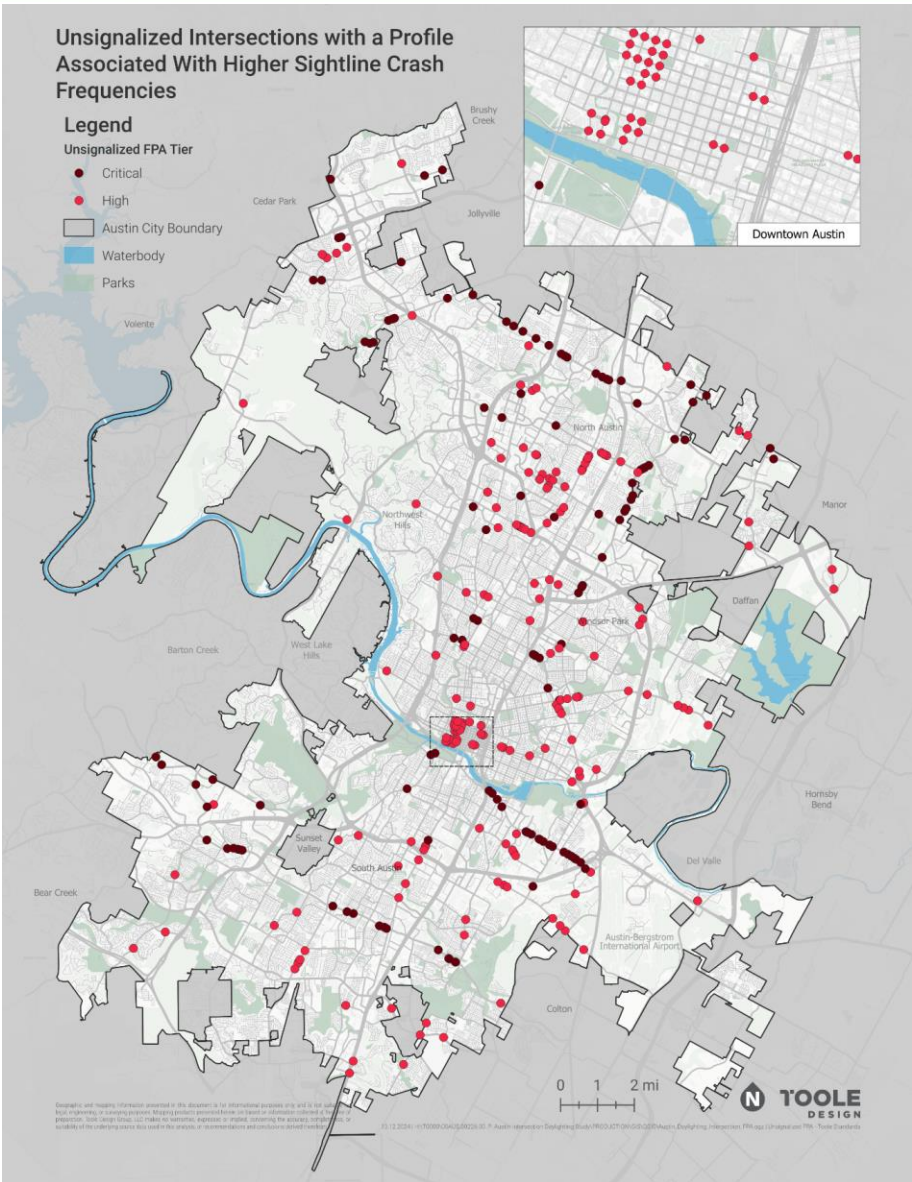 Unsignalized Intersections with a Profile
Associated With Higher Sightline Crash
Frequencies
Legend
Unsignalized FPA Tier
Critical
High
Austin City Boundary
Waterbody
Parks
Downtown Austin
Brushy
Creek
Cedar Park
Jollyville
Volente
North Austin
Manor
Northwest
Hills
Daffan
Windsor Park
West Lake
Hills
Barton Creek
Hornsby
Bend
Sunset
Valley
Del Valle
South Austin
Bear Creek
Austin-Bergstrom
International Airport
Colton
0 1 2 mi
N
TOOLE
DESIGN